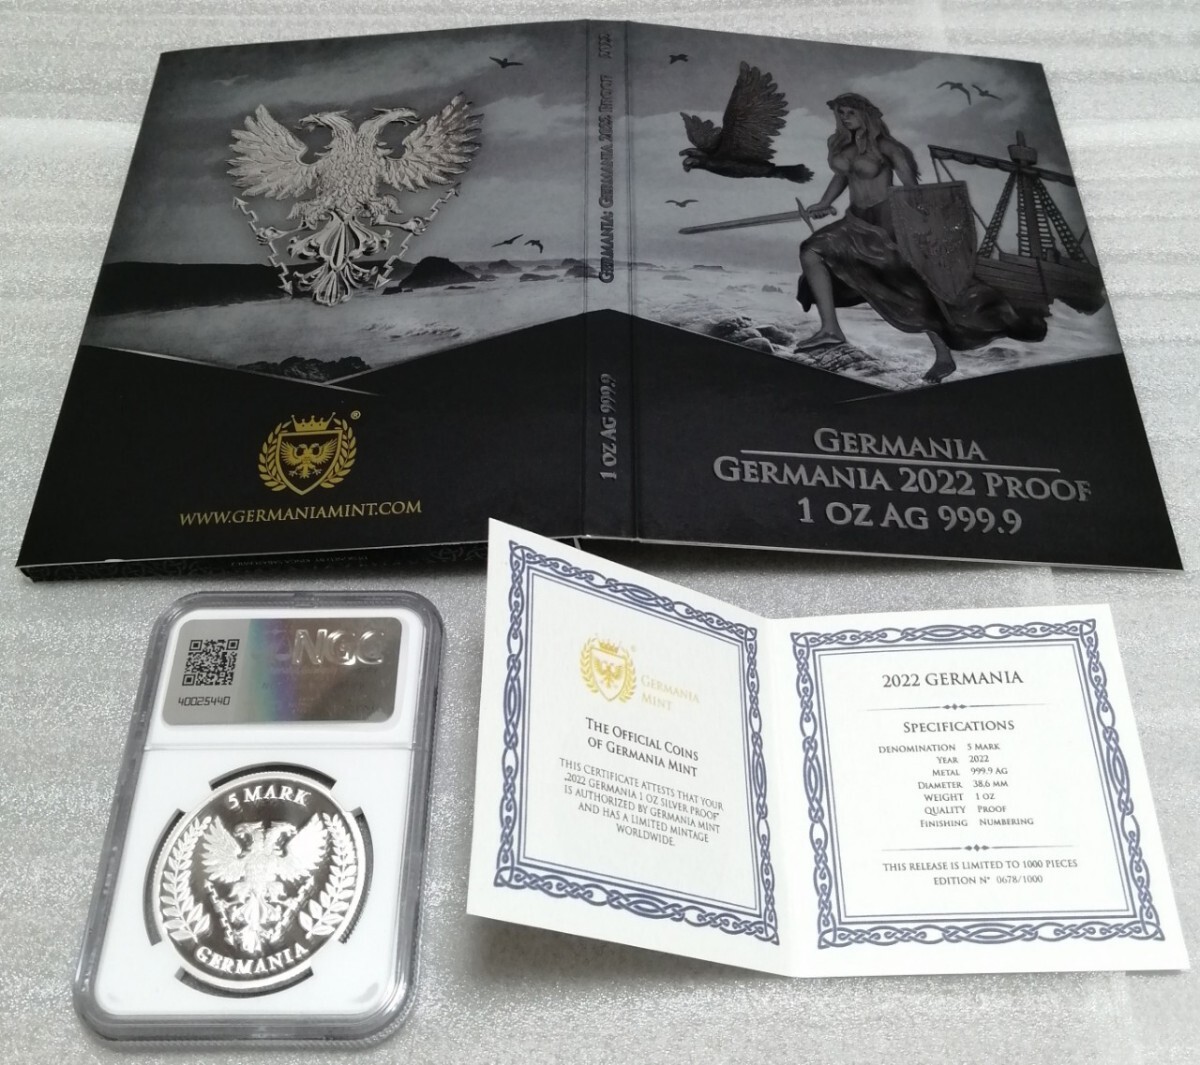 GERMANIA: GERMANIA 2022 PROOF
1 OZ AG 999.9
®
WWW.GERMANIAMINT.COM
GERMANIA
GERMANIA 2022 PROOF
1 OZ AG 999.9
NGC
40025440
5 MARK
GERMANIA
GERMANIA
MINT
THE OFFICIAL COINS
OF GERMANIA MINT
THIS CERTIFICATE ATTESTS THAT YOUR
„2022 GERMANIA 1 OZ SILVER PROOF"
IS AUTHORIZED BY GERMANIA MINT
AND HAS A LIMITED MINTAGE
WORLDWIDE.
2022 GERMANIA
SPECIFICATIONS
DENOMINATION 5 MARK
YEAR 2022
METAL 999.9 AG
DIAMETER 38.6 MM
WEIGHT 1 OZ
QUALITY PROOF
FINISHING NUMBERING
THIS RELEASE IS LIMITED TO 1000 PIECES
EDITION N° 0678/1000